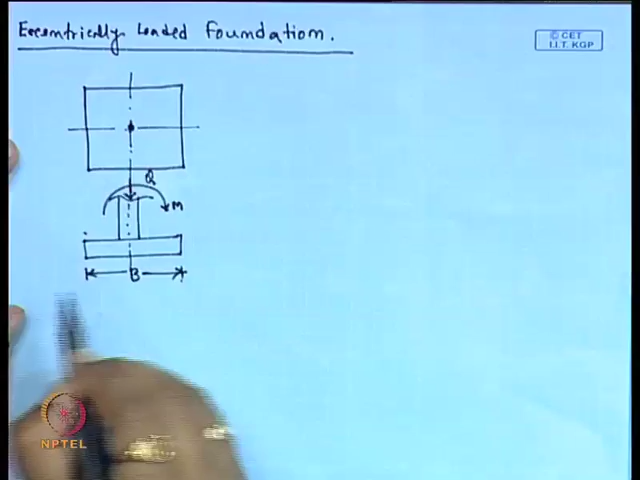 Eccentrically Loaded Foundation.
© CET
I.I.T. KGP
Q
M
B
NPTEL